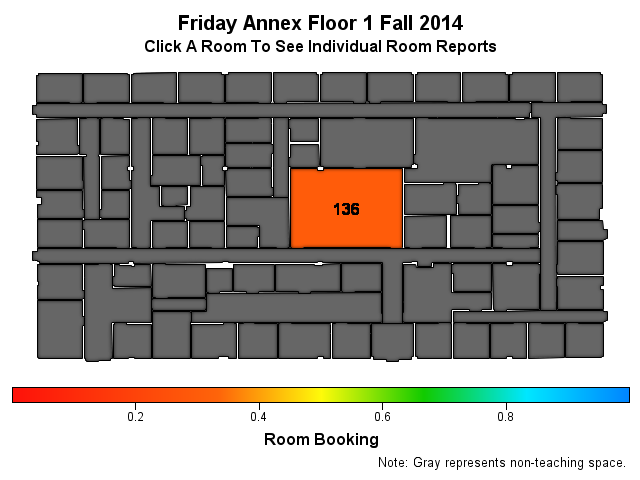 Friday Annex Floor 1 Fall 2014
Click A Room To See Individual Room Reports
136
0.2 0.4 0.6 0.8
Room Booking
Note: Gray represents non-teaching space.